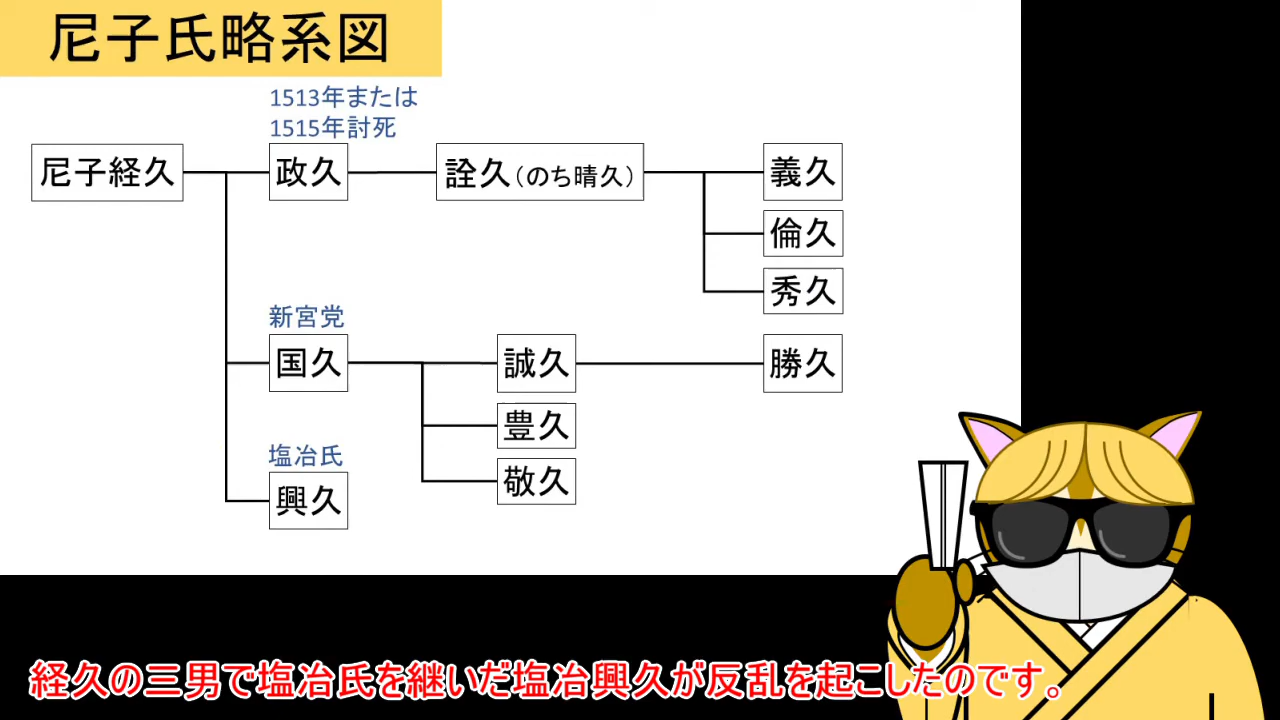 尼子氏略系図
1513年または
1515年討死
尼子経久
政久
詮久（のち晴久）
義久
倫久
秀久
新宮党
国久
誠久
勝久
豊久
敬久
塩冶氏
興久
経久の三男で塩冶氏を継いだ塩冶興久が反乱を起こしたのです。